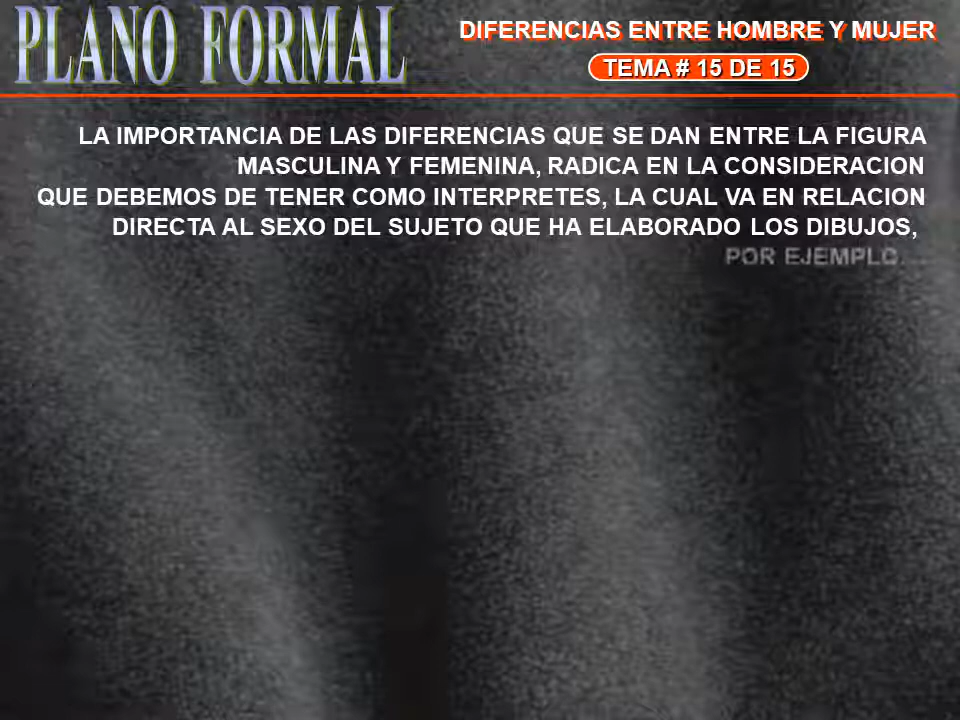 PLANO FORMAL
DIFERENCIAS ENTRE HOMBRE Y MUJER
TEMA # 15 DE 15
LA IMPORTANCIA DE LAS DIFERENCIAS QUE SE DAN ENTRE LA FIGURA
MASCULINA Y FEMENINA, RADICA EN LA CONSIDERACION
QUE DEBEMOS DE TENER COMO INTERPRETES, LA CUAL VA EN RELACION
DIRECTA AL SEXO DEL SUJETO QUE HA ELABORADO LOS DIBUJOS,
POR EJEMPLO...